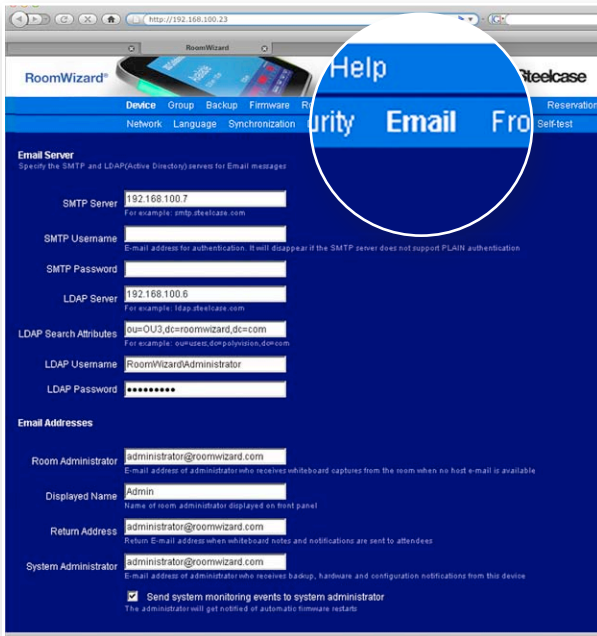 http://192.168.100.23
RoomWizard
RoomWizard®
Steelcase
Help
Device Group Backup Firmware
Reservation
Network Language Synchronization
urity Email Fro
Self-test
Email Server
Specify the SMTP and LDAP(Active Directory) servers for Email messages
SMTP Server 192.168.100.7
For example: smtp.steelcase.com
SMTP Username
E-mail address for authentication. It will disappear if the SMTP server does not support PLAIN authentication
SMTP Password
LDAP Server 192.168.100.6
For example: ldap.steelcase.com
LDAP Search Attributes ou=OU3,dc=roomwizard,dc=com
For example: ou=users,dc=polyvision,dc=com
LDAP Username RoomWizard\Administrator
LDAP Password •••••••••
Email Addresses
Room Administrator administrator@roomwizard.com
E-mail address of administrator who receives whiteboard captures from the room when no host e-mail is available
Displayed Name Admin
Name of room administrator displayed on front panel
Return Address administrator@roomwizard.com
Return E-mail address when whiteboard notes and notifications are sent to attendees
System Administrator administrator@roomwizard.com
E-mail address of administrator who receives backup, hardware and configuration notifications from this device
Send system monitoring events to system administrator
The administrator will get notified of automatic firmware restarts